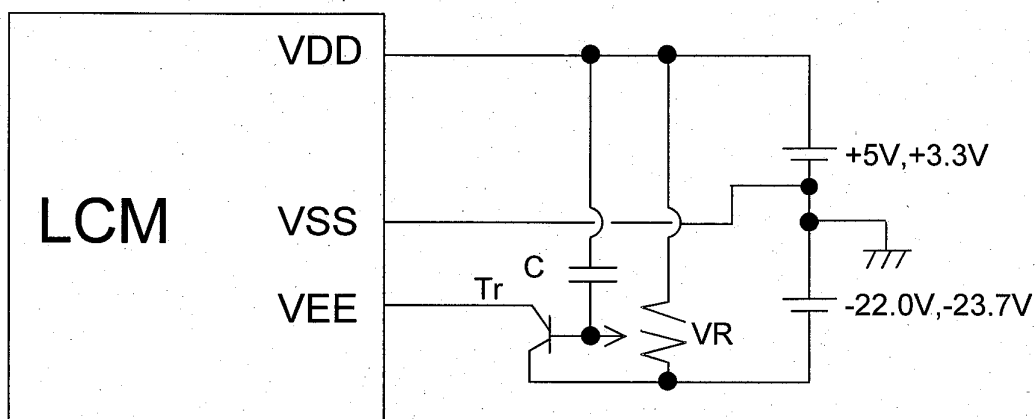 VDD
+5V,+3.3V
LCM
VSS
C
Tr
VEE
-22.0V,-23.7V
VR